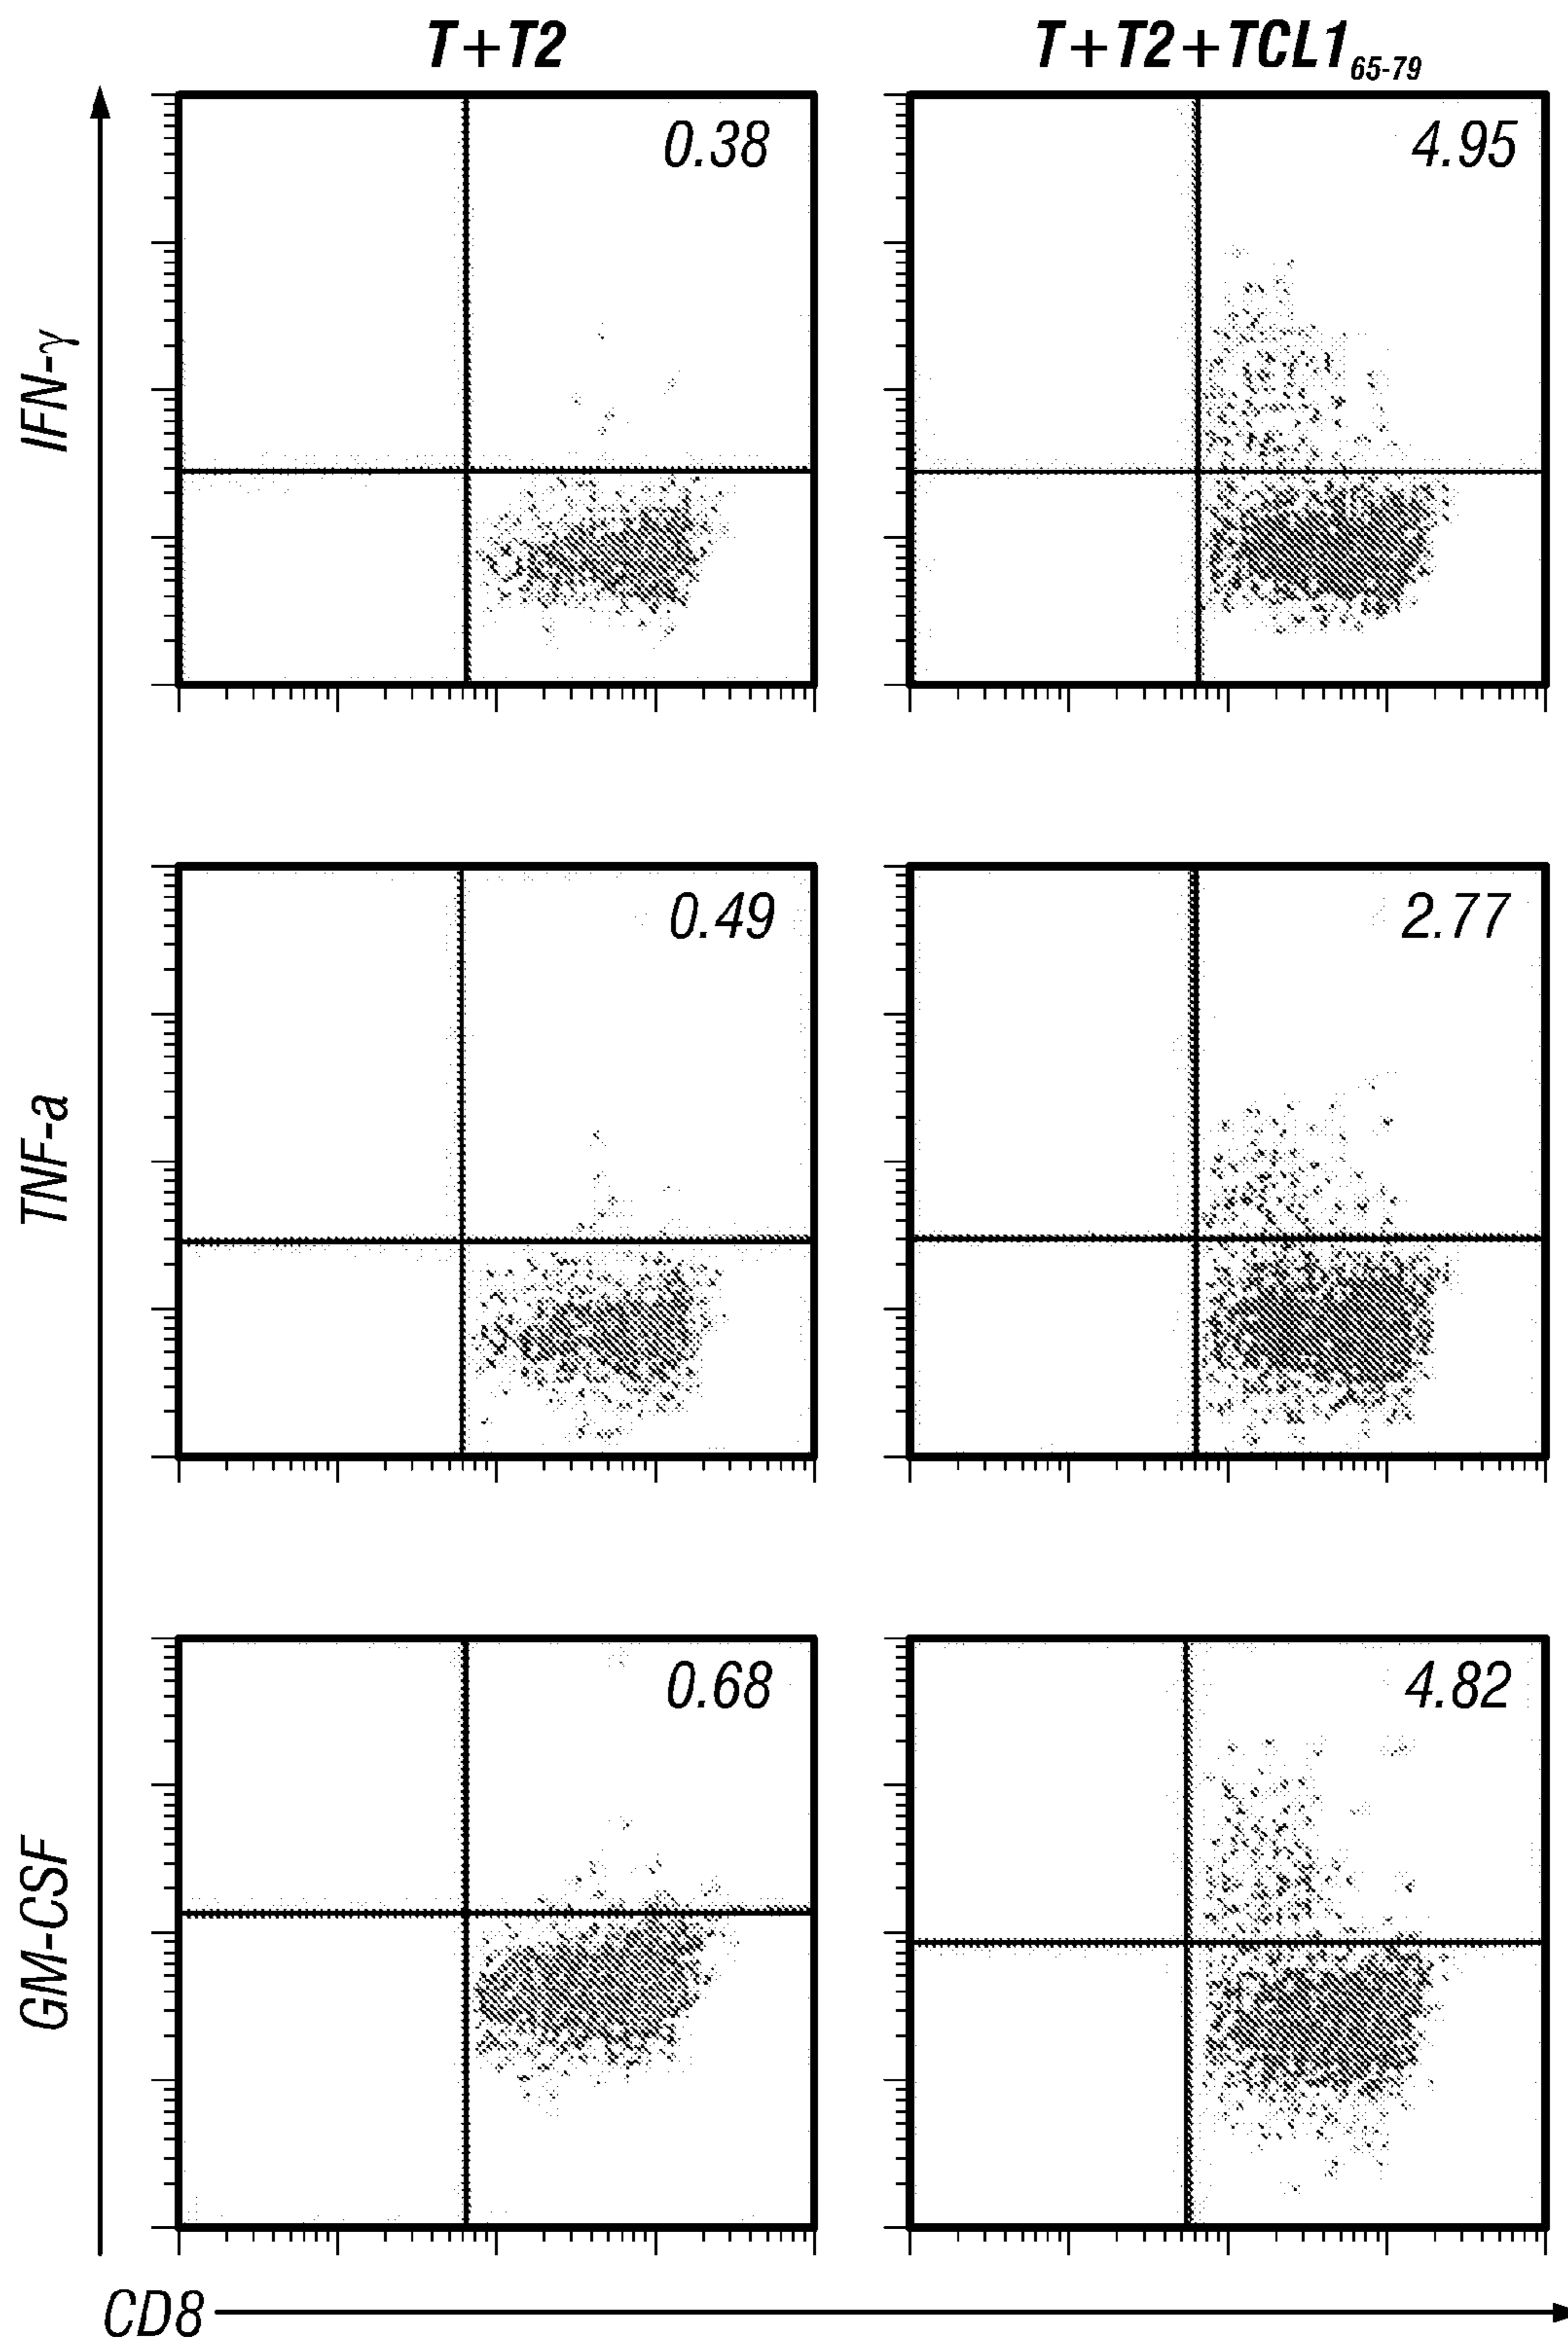 T+T2
T+T2+TCL1 65-79
IFN-γ
0.38
4.95
TNF-a
0.49
2.77
GM-CSF
0.68
4.82
CD8